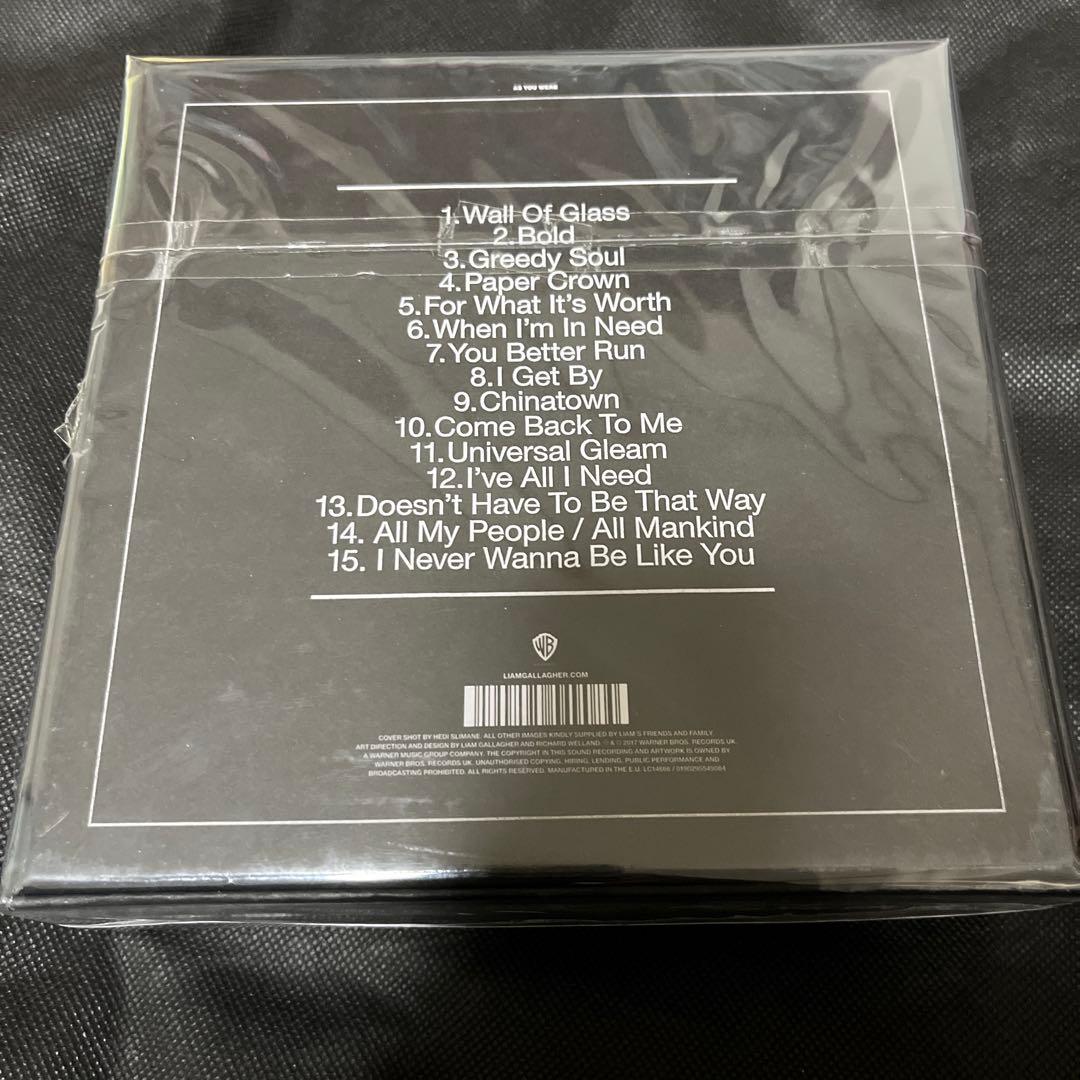 AS YOU WERE
1.Wall Of Glass
2.Bold
3.Greedy Soul
4.Paper Crown
5.For What It's Worth
6.When I'm In Need
7.You Better Run
8.I Get By
9.Chinatown
10.Come Back To Me
11.Universal Gleam
12.I've All I Need
13.Doesn't Have To Be That Way
14. All My People / All Mankind
15. I Never Wanna Be Like You
WB
LIAMGALLAGHER.COM
COVER SHOT BY HEDI SLIMANE. ALL OTHER IMAGES KINDLY SUPPLIED BY LIAM'S FRIENDS AND FAMILY.
ART DIRECTION AND DESIGN BY LIAM GALLAGHER AND RICHARD WELLAND. ℗ & © 2017 WARNER BROS. RECORDS UK.
A WARNER MUSIC GROUP COMPANY. THE COPYRIGHT IN THIS SOUND RECORDING AND ARTWORK IS OWNED BY
WARNER BROS. RECORDS UK. UNAUTHORISED COPYING, HIRING, LENDING, PUBLIC PERFORMANCE AND
BROADCASTING PROHIBITED. ALL RIGHTS RESERVED. MANUFACTURED IN THE E.U. LC14666 / 0190295545084